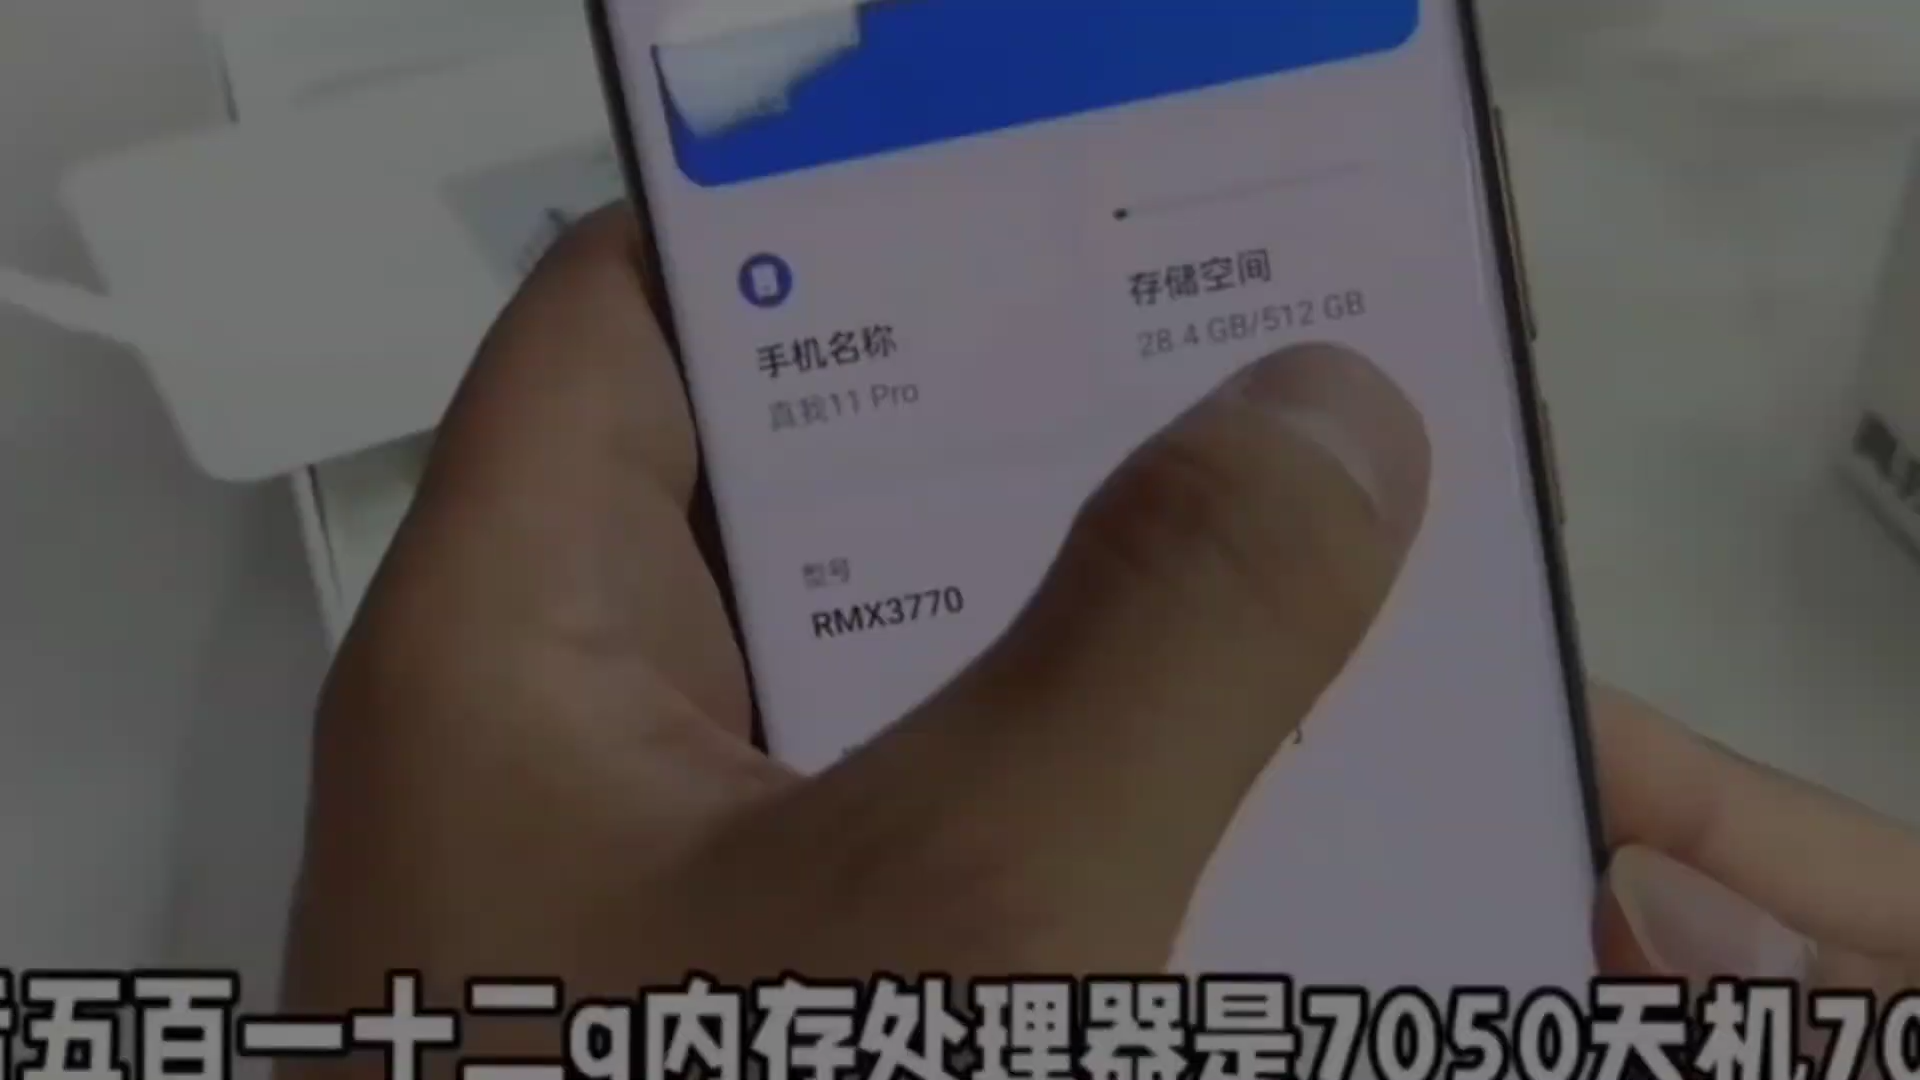 存储空间
28.4 GB/512 GB
手机名称
真我11 Pro
型号
RMX3770
五百一十二g内存处理器是7050天机70